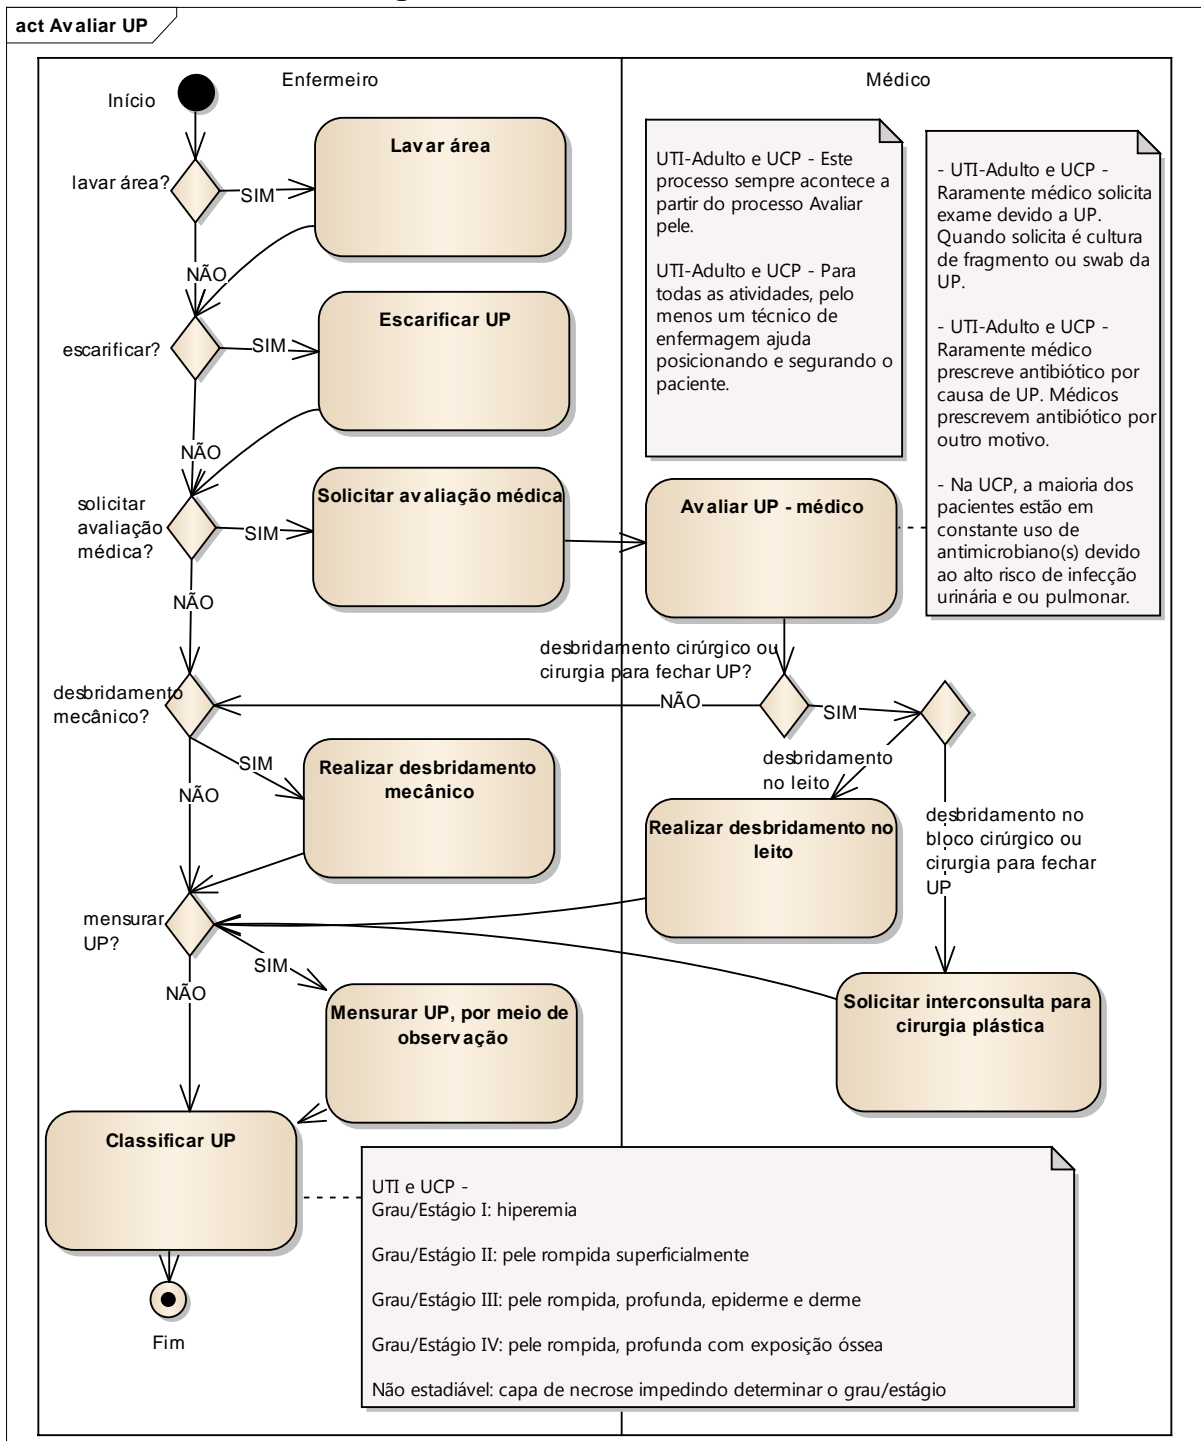 act Avaliar UP
Enfermeiro
Médico
Início
Lavar área
lavar área?
SIM
NÃO
UTI-Adulto e UCP - Este
processo sempre acontece a
partir do processo Avaliar
pele.
UTI-Adulto e UCP - Para
todas as atividades, pelo
menos um técnico de
enfermagem ajuda
posicionando e segurando o
paciente.
- UTI-Adulto e UCP -
Raramente médico solicita
exame devido a UP.
Quando solicita é cultura
de fragmento ou swab da
UP.
- UTI-Adulto e UCP -
Raramente médico
prescreve antibiótico por
causa de UP. Médicos
prescrevem antibiótico por
outro motivo.
- Na UCP, a maioria dos
pacientes estão em
constante uso de
antimicrobiano(s) devido
ao alto risco de infecção
urinária e ou pulmonar.
Escarificar UP
escarificar?
SIM
NÃO
Solicitar avaliação médica
solicitar
avaliação
médica?
SIM
NÃO
Avaliar UP - médico
desbridamento cirúrgico ou
cirurgia para fechar UP?
NÃO
SIM
desbridamento
mecânico?
SIM
NÃO
Realizar desbridamento
mecânico
desbridamento
no leito
Realizar desbridamento no
leito
desbridamento no
bloco cirúrgico ou
cirurgia para fechar
UP
mensurar
UP?
SIM
NÃO
Mensurar UP, por meio de
observação
Solicitar interconsulta para
cirurgia plástica
Classificar UP
UTI e UCP -
Grau/Estágio I: hiperemia
Grau/Estágio II: pele rompida superficialmente
Grau/Estágio III: pele rompida, profunda, epiderme e derme
Grau/Estágio IV: pele rompida, profunda com exposição óssea
Não estadiável: capa de necrose impedindo determinar o grau/estágio
Fim